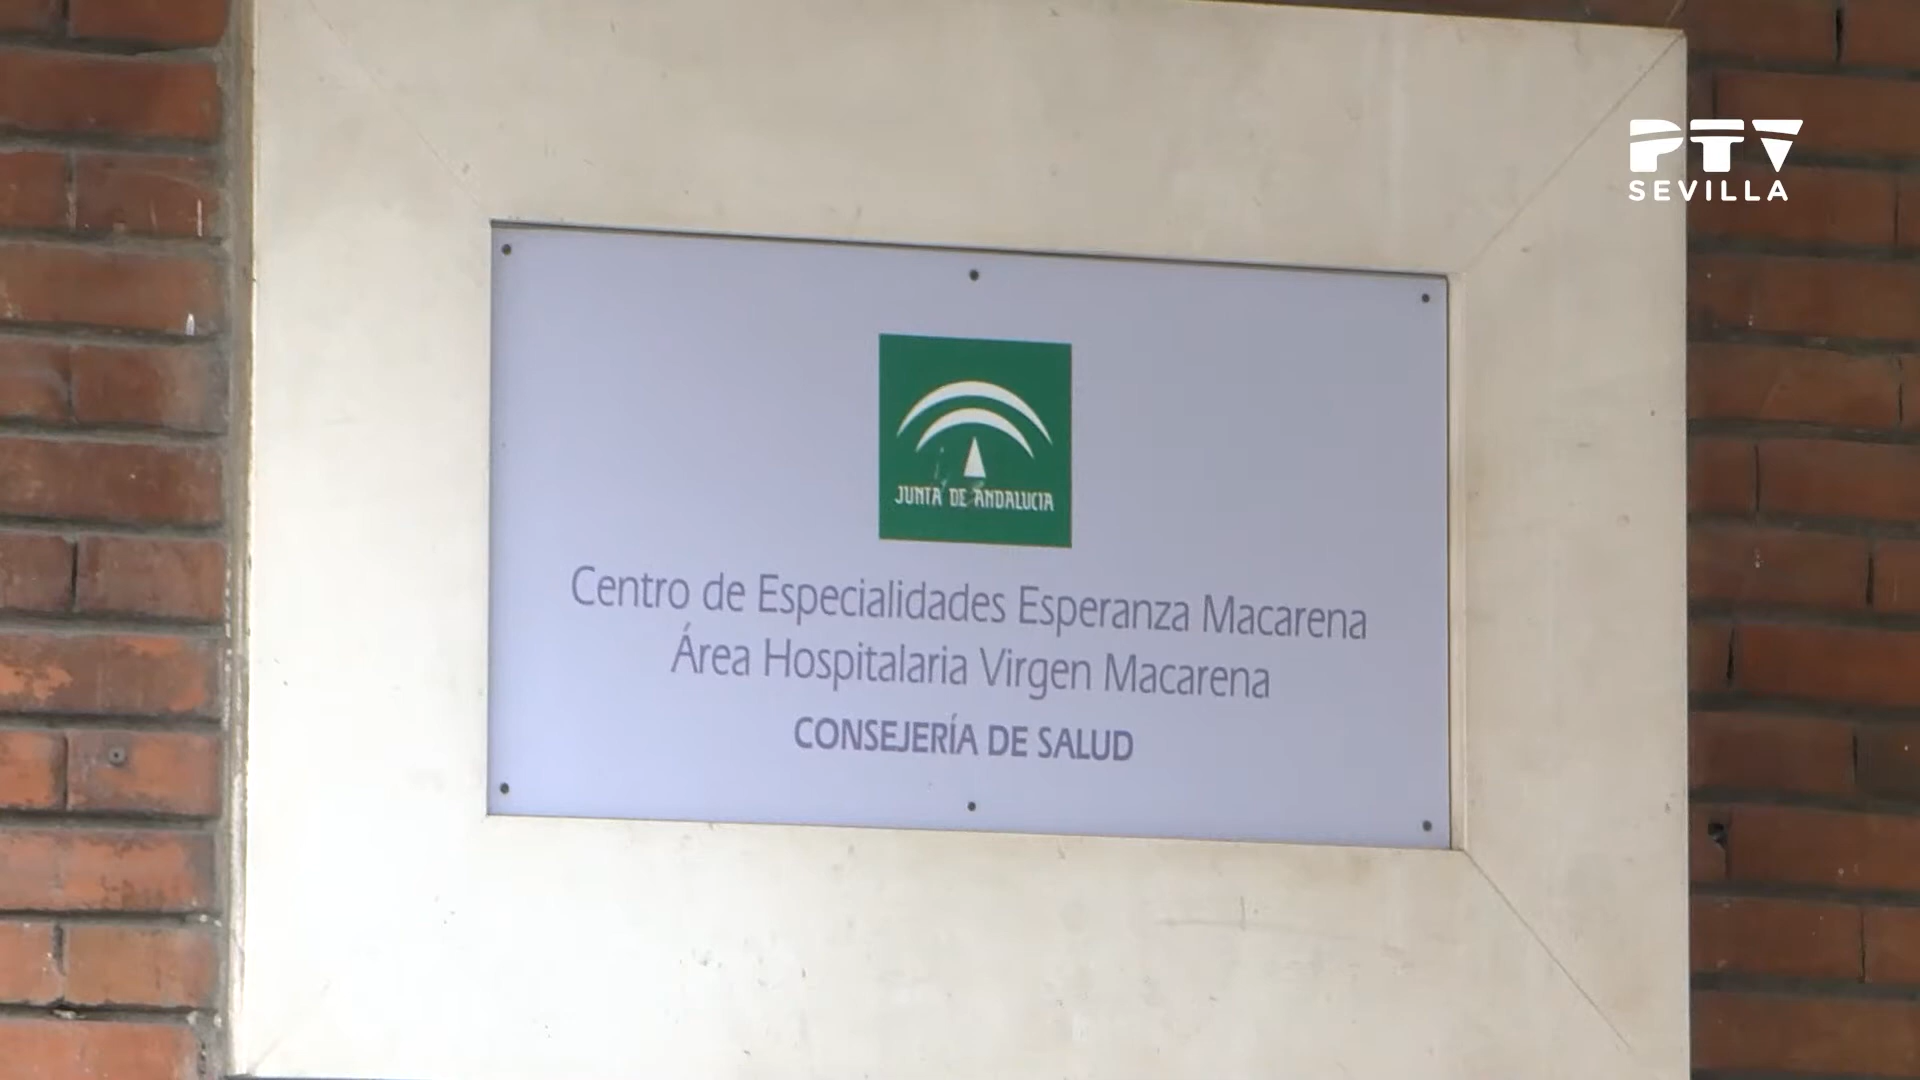 PTV
SEVILLA
JUNTA DE ANDALUCIA
Centro de Especialidades Esperanza Macarena
Área Hospitalaria Virgen Macarena
CONSEJERÍA DE SALUD